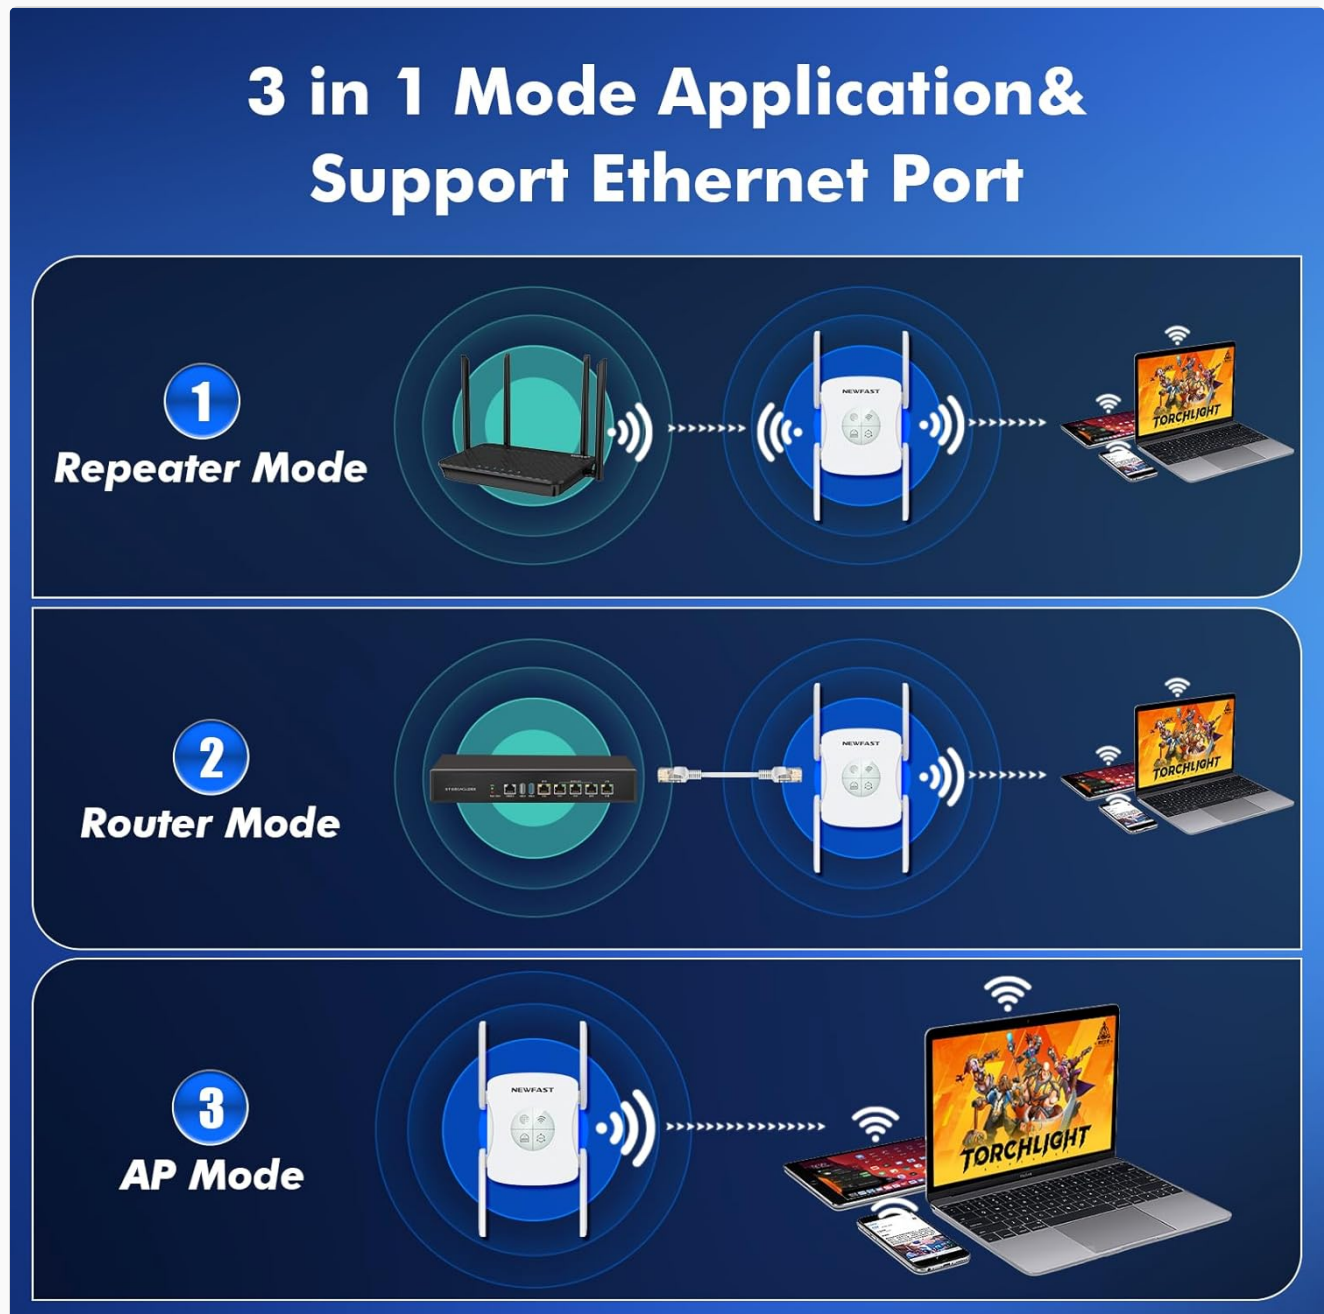 3 in 1 Mode Application&
Support Ethernet Port
1
Repeater Mode
NEWFAST
TORCHLIGHT
2
Router Mode
NEWFAST
TORCHLIGHT
3
AP Mode
NEWFAST
TORCHLIGHT